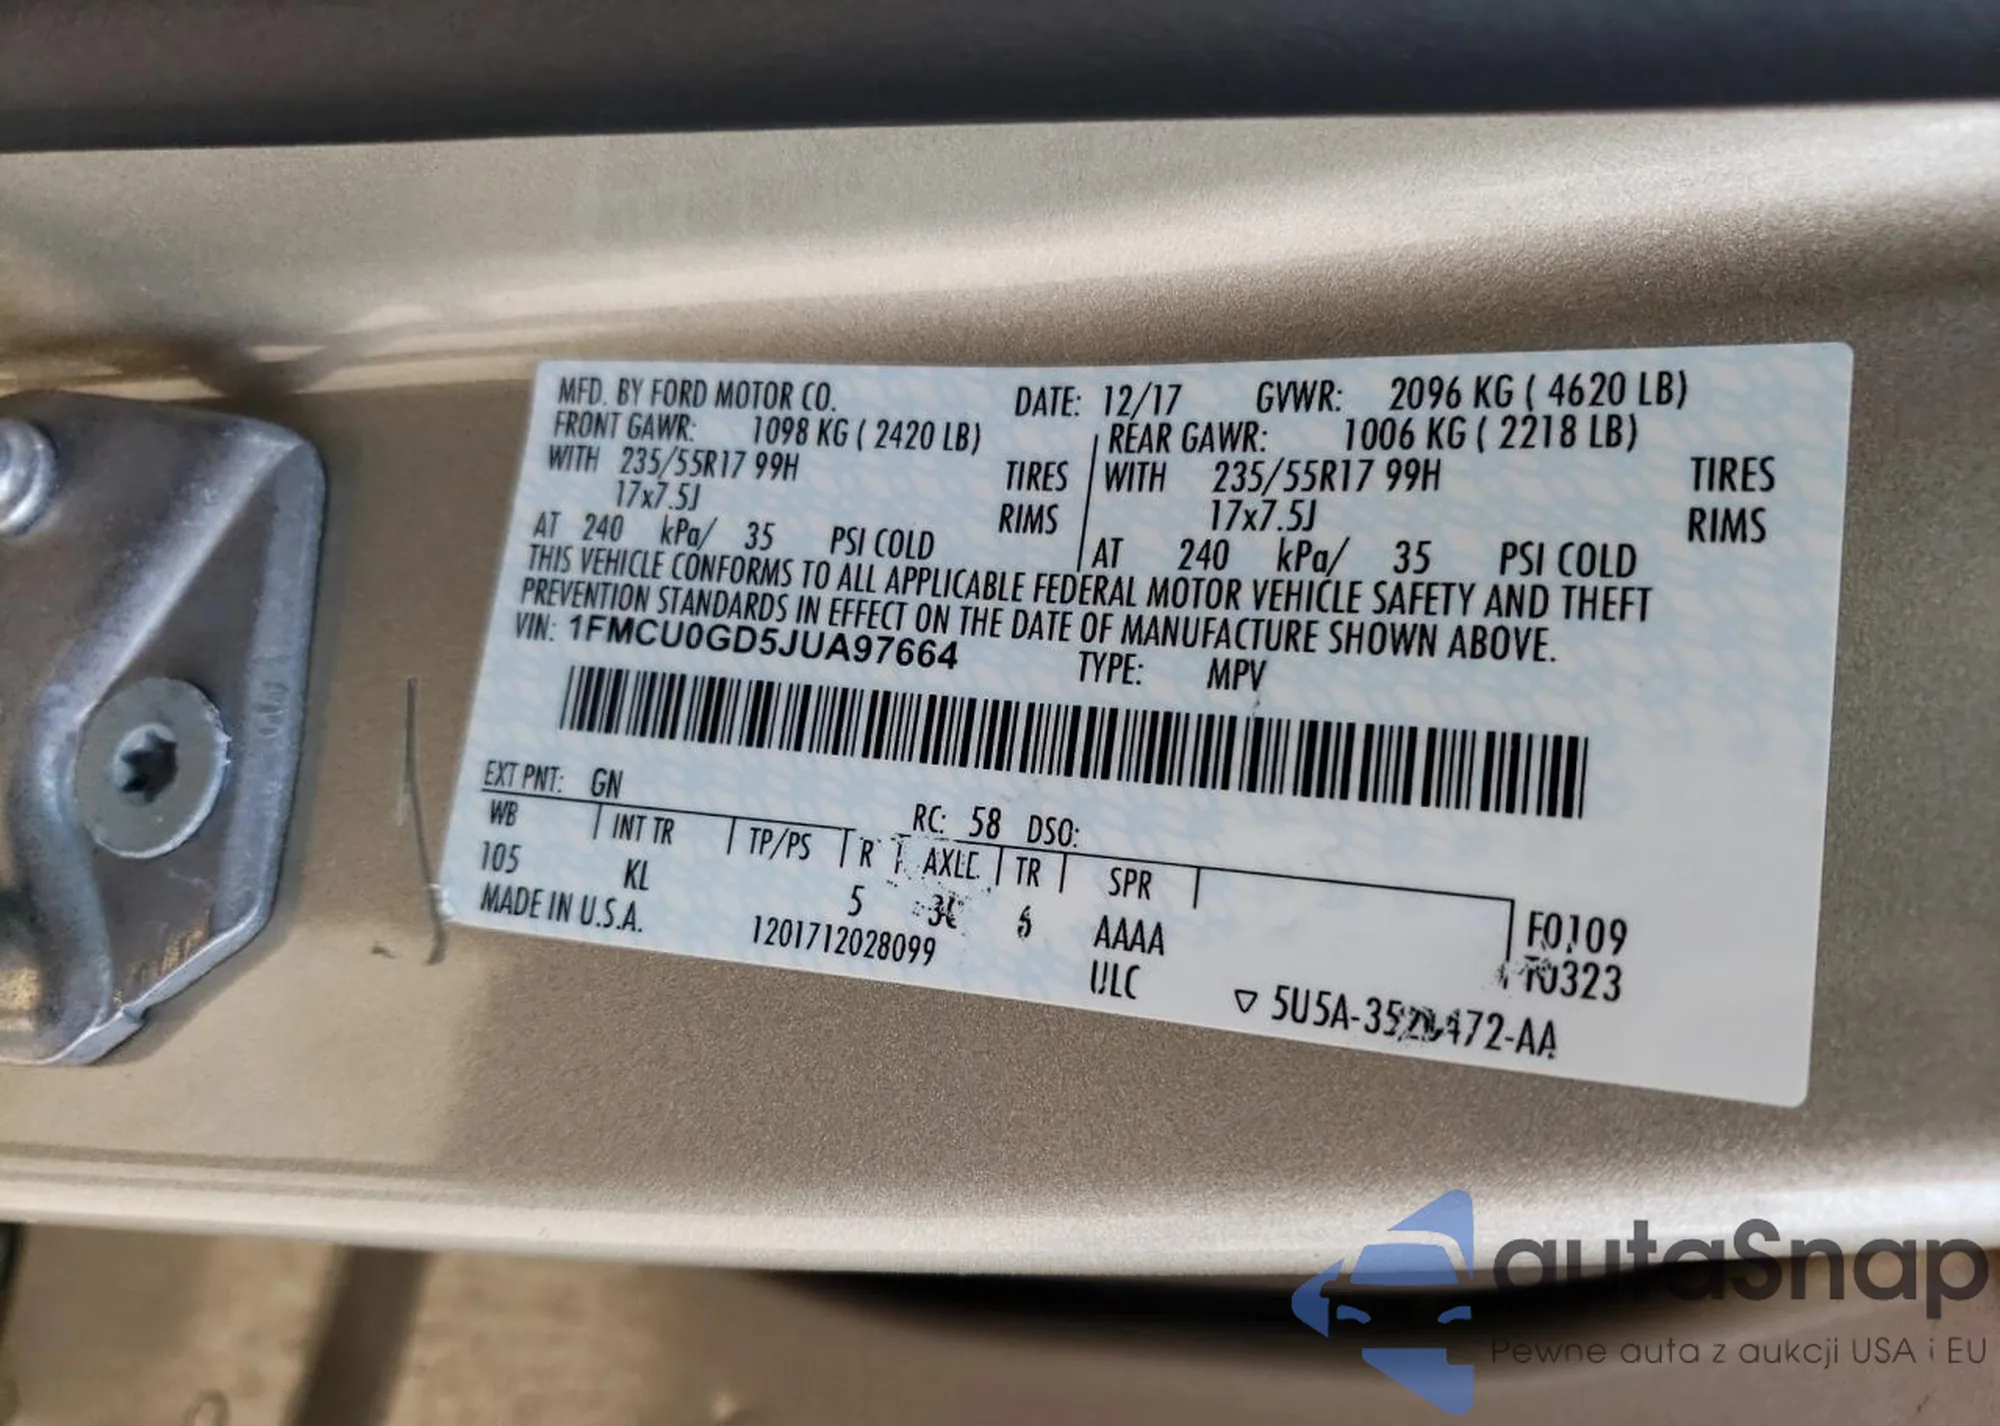 MFD. BY FORD MOTOR CO. DATE: 12/17 GVWR: 2096 KG ( 4620 LB)
FRONT GAWR: 1098 KG ( 2420 LB) REAR GAWR: 1006 KG ( 2218 LB)
WITH 235/55R17 99H TIRES WITH 235/55R17 99H TIRES
17x7.5J RIMS 17x7.5J RIMS
AT 240 kPa/ 35 PSI COLD AT 240 kPa/ 35 PSI COLD
THIS VEHICLE CONFORMS TO ALL APPLICABLE FEDERAL MOTOR VEHICLE SAFETY AND THEFT
PREVENTION STANDARDS IN EFFECT ON THE DATE OF MANUFACTURE SHOWN ABOVE.
VIN: 1FMCU0GD5JUA97664 TYPE: MPV
EXT PNT: GN RC: 58 DSO:
WB INT TR TP/PS R AXLE TR SPR
105 KL 5 6 AAAA F0109
MADE IN U.S.A. 1201712028099 ULC T0323
▽ autaSnap
Pewne auta z aukcji USA i EU